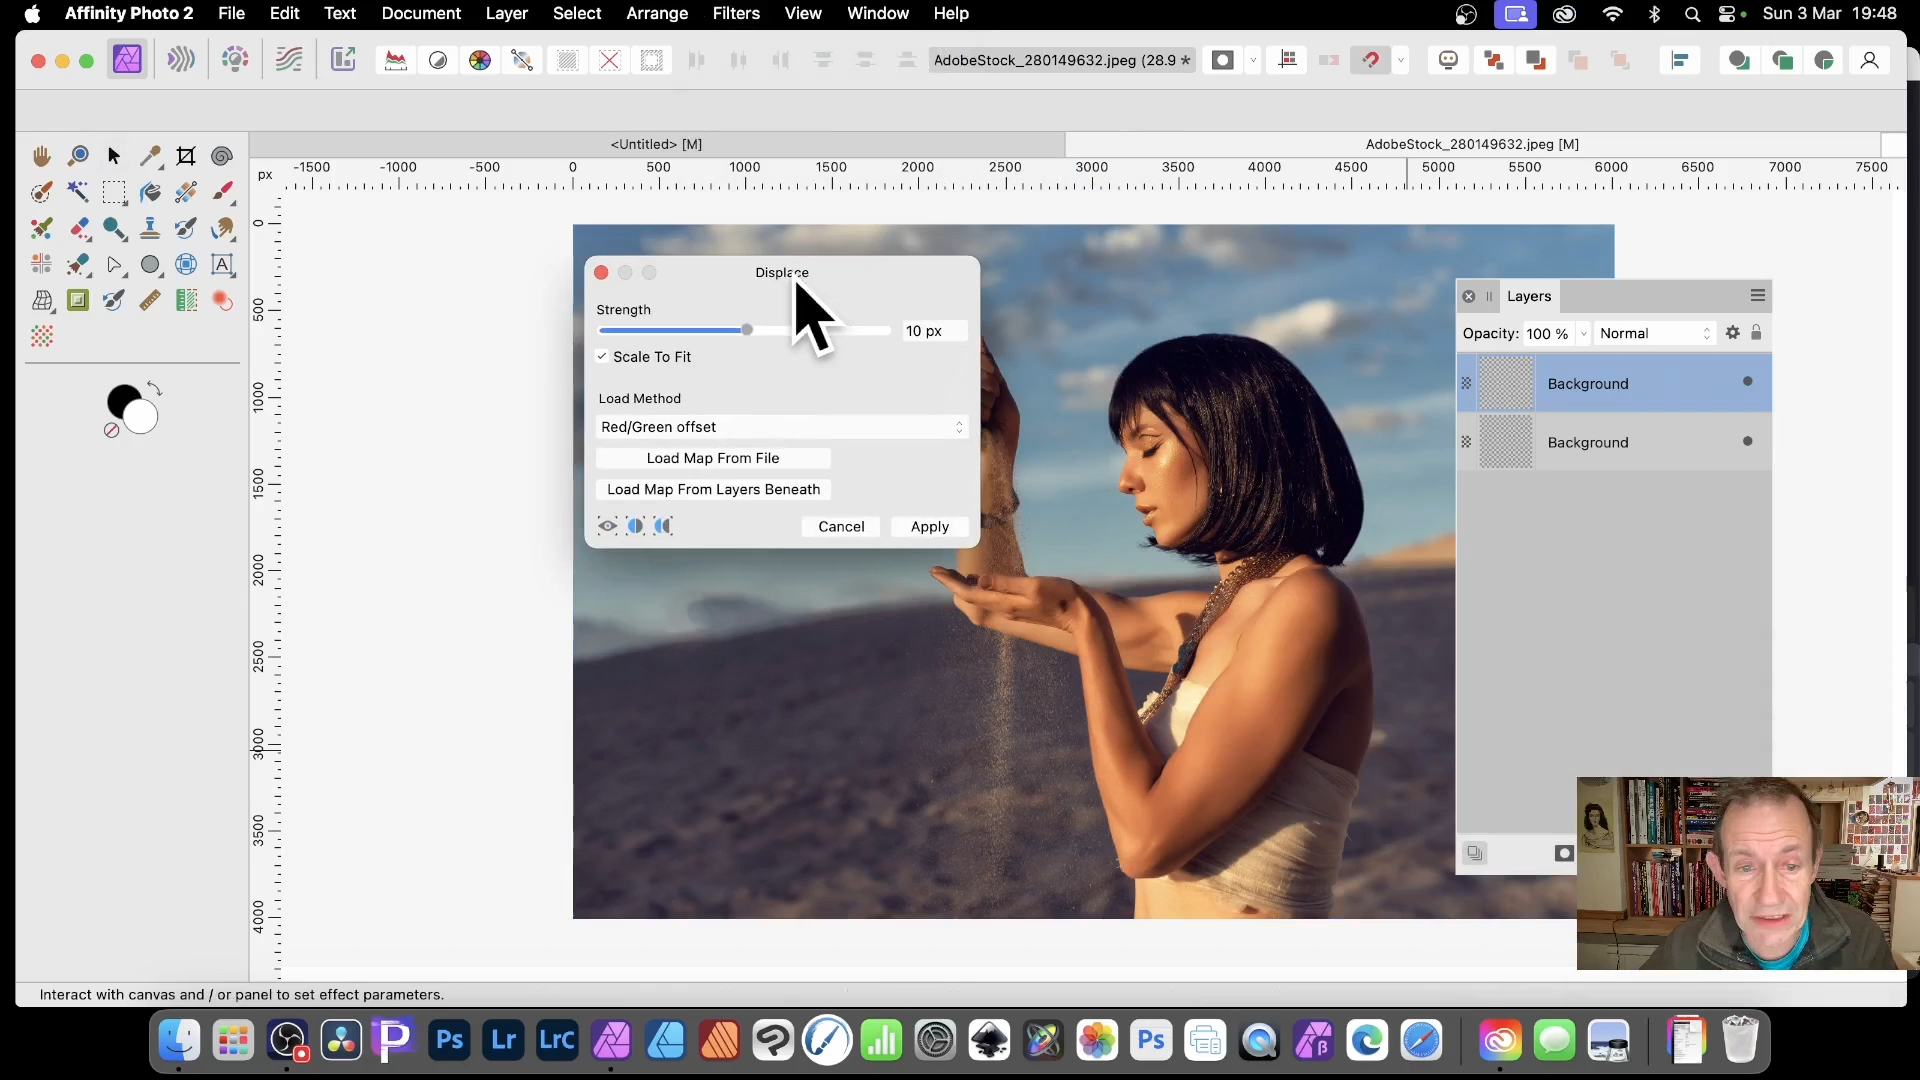 Affinity Photo 2 File Edit Text Document Layer Select Arrange Filters View Window Help Sun 3 Mar 19:48
AdobeStock_280149632.jpeg (28.9 *
<Untitled> [M] AdobeStock_280149632.jpeg [M]
px -1500 -1000 -500 0 500 1000 1500 2000 2500 3000 3500 4000 4500 5000 5500 6000 6500 7000 7500
0
500
1000
1500
2000
2500
3000
3500
4000
Displace
Strength
10 px
Scale To Fit
Load Method
Red/Green offset
Load Map From File
Load Map From Layers Beneath
Cancel Apply
Layers
Opacity: 100 % Normal
Background
Background
A
Interact with canvas and / or panel to set effect parameters.
P Ps Lr LrC Ps β